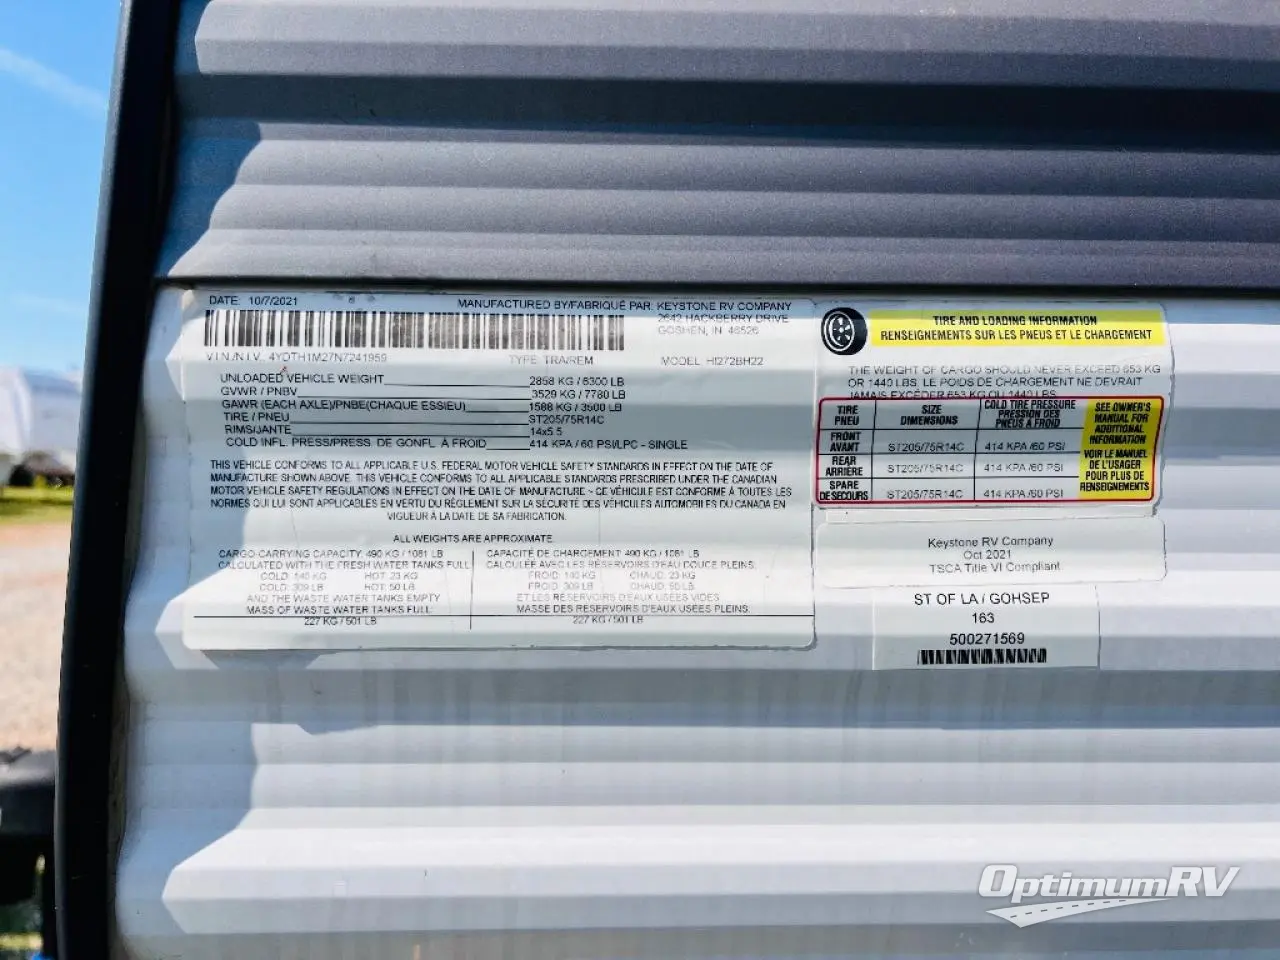 DATE: 10/7/2021
MANUFACTURED BY/FABRIQUÉ PAR: KEYSTONE RV COMPANY
2642 HACKBERRY DRIVE
GOSHEN, IN 46526
V.I.N./N.I.V.: 4YDTH1M27N7241959 TYPE: TRA/REM MODEL: HI272BH22
UNLOADED VEHICLE WEIGHT 2858 KG / 6300 LB
GVWR / PNBV 3529 KG / 7780 LB
GAWR (EACH AXLE)/PNBE(CHAQUE ESSIEU) 1588 KG / 3500 LB
TIRE / PNEU ST205/75R14C
RIMS/JANTE 14x5.5
COLD INFL. PRESS/PRESS. DE GONFL. A FROID 414 KPA / 60 PSI/LPC - SINGLE
THIS VEHICLE CONFORMS TO ALL APPLICABLE U.S. FEDERAL MOTOR VEHICLE SAFETY STANDARDS IN EFFECT ON THE DATE OF
MANUFACTURE SHOWN ABOVE. THIS VEHICLE CONFORMS TO ALL APPLICABLE STANDARDS PRESCRIBED UNDER THE CANADIAN
MOTOR VEHICLE SAFETY REGULATIONS IN EFFECT ON THE DATE OF MANUFACTURE - CE VÉHICULE EST CONFORME À TOUTES LES
NORMES QUI LUI SONT APPLICABLES EN VERTU DU RÈGLEMENT SUR LA SÉCURITÉ DES VÉHICULES AUTOMOBILES DU CANADA EN
VIGUEUR À LA DATE DE SA FABRICATION.
ALL WEIGHTS ARE APPROXIMATE.
CARGO CARRYING CAPACITY: 490 KG / 1081 LB
CALCULATED WITH THE FRESH WATER TANKS FULL
COLD: 140 KG HOT: 23 KG
COLD: 309 LB HOT: 50 LB
AND THE WASTE WATER TANKS EMPTY
MASS OF WASTE WATER TANKS FULL:
227 KG / 501 LB
CAPACITÉ DE CHARGEMENT: 490 KG / 1081 LB
CALCULÉE AVEC LES RÉSERVOIRS D'EAU DOUCE PLEINS.
FROID: 140 KG CHAUD: 23 KG
FROID: 309 LB CHAUD: 50 LB
ET LES RÉSERVOIRS D'EAU USÉES VIDES
MASSE DES RÉSERVOIRS D'EAU USÉES PLEINS:
227 KG / 501 LB
TIRE AND LOADING INFORMATION
RENSEIGNEMENTS SUR LES PNEUS ET LE CHARGEMENT
THE WEIGHT OF CARGO SHOULD NEVER EXCEED 653 KG
OR 1440 LBS. LE POIDS DE CHARGEMENT NE DEVRAIT
JAMAIS EXCÉDER 653 KG OU 1440 LBS.
TIRE SIZE COLD TIRE PRESSURE
PNEU DIMENSIONS PRESSION DES
PNEUS A FROID
FRONT
AVANT ST205/75R14C 414 KPA /60 PSI
REAR
ARRIÈRE ST205/75R14C 414 KPA /60 PSI
SPARE
DE SECOURS ST205/75R14C 414 KPA /60 PSI
SEE OWNER'S
MANUAL FOR
ADDITIONAL
INFORMATION
VOIR LE MANUEL
DE L'USAGER
POUR PLUS DE
RENSEIGNEMENTS
Keystone RV Company
Oct 2021
TSCA Title VI Compliant
ST OF LA / GOHSEP
163
500271569
OptimumRV